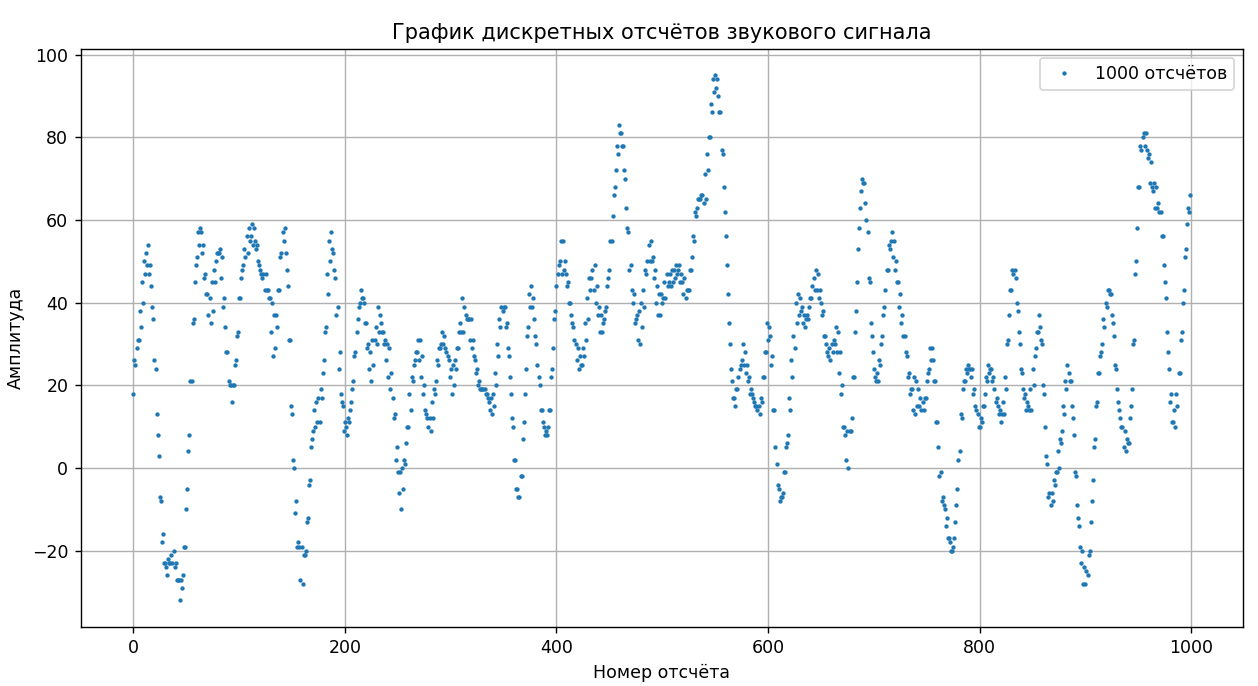 График дискретных отсчётов звукового сигнала
1000 отсчётов
Амплитуда
100
80
60
40
20
0
−20
0 200 400 600 800 1000
Номер отсчёта